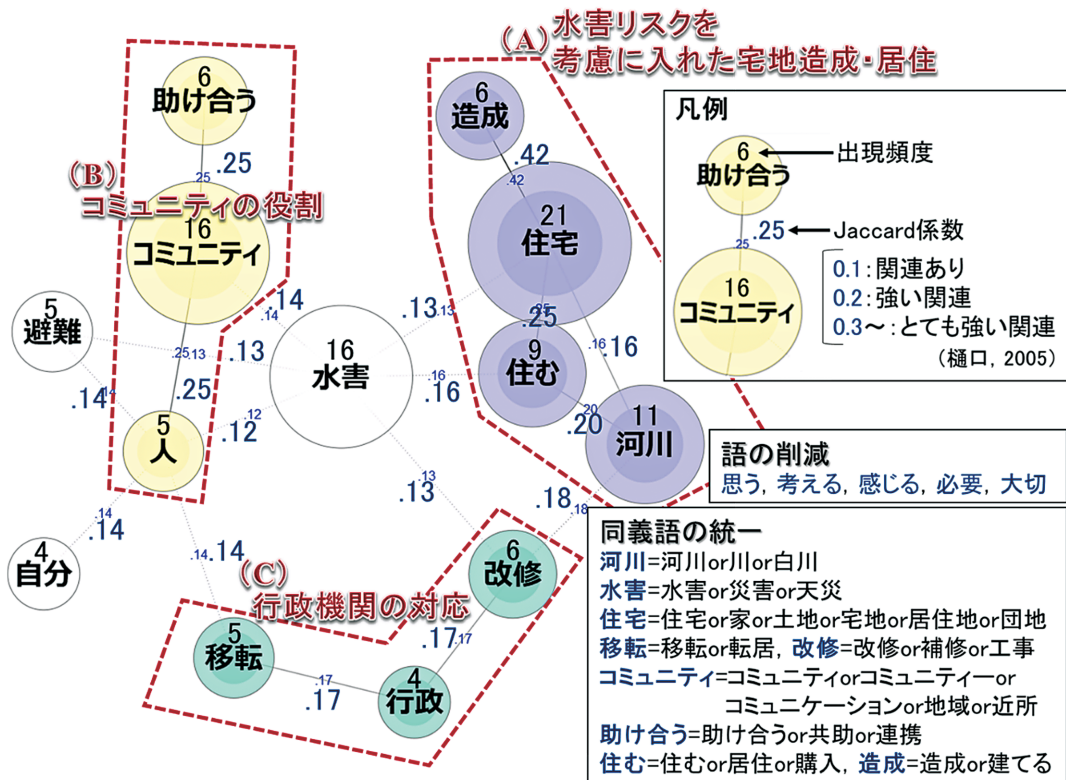 (A)水害リスクを
考慮に入れた宅地造成・居住
6
助け合う
.25
.25
(B)
コミュニティの役割
16
コミュニティ
.14
.14
5
避難
.13
.13
.25
.25
.14
.14
5
人
.12
.12
.14
.14
4
自分
.14
.14
16
水害
.13
.13
.16
.16
.13
.13
6
造成
.42
.42
21
住宅
.25
.25
9
住む
.16
.16
.20
.20
11
河川
.18
.18
(C)
行政機関の対応
6
改修
.17
.17
5
移転
.17
.17
4
行政
凡例
6
助け合う
出現頻度
.25
.25
Jaccard係数
16
コミュニティ
0.1:関連あり
0.2:強い関連
0.3~:とても強い関連
(樋口, 2005)
語の削減
思う, 考える, 感じる, 必要, 大切
同義語の統一
河川=河川or川or白川
水害=水害or災害or天災
住宅=住宅or家or土地or宅地or居住地or団地
移転=移転or転居, 改修=改修or補修or工事
コミュニティ=コミュニティorコミュニティーor
コミュニケーションor地域or近所
助け合う=助け合うor共助or連携
住む=住むor居住or購入, 造成=造成or建てる